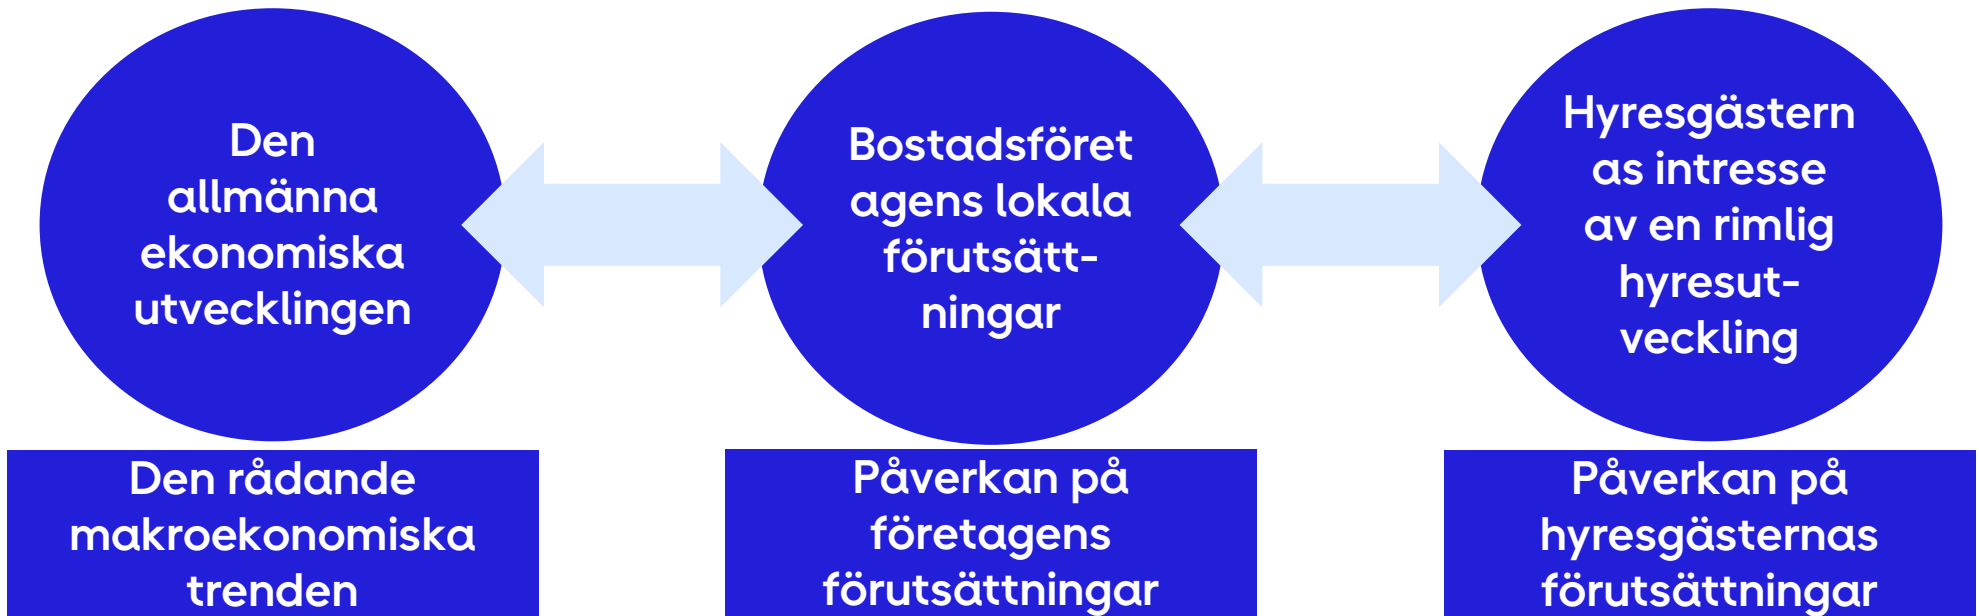 Den
allmänna
ekonomiska
utvecklingen
Bostadsföret
agens lokala
förutsätt-
ningar
Hyresgästern
as intresse
av en rimlig
hyresut-
veckling
Den rådande
makroekonomiska
trenden
Påverkan på
företagens
förutsättningar
Påverkan på
hyresgästernas
förutsättningar